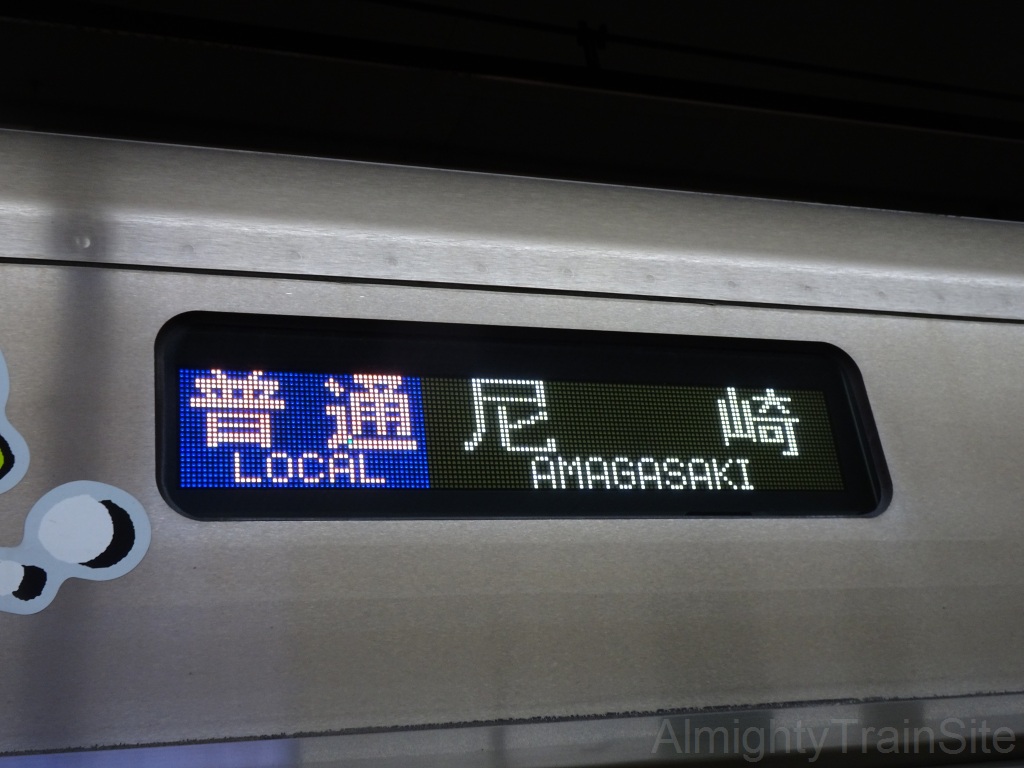 普通 尼崎
LOCAL AMAGASAKI
AlmightyTrainSite